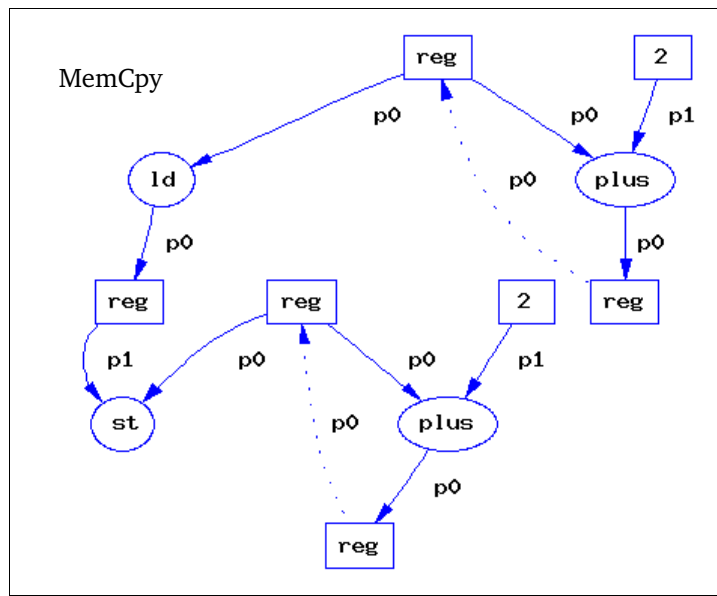 reg 2
MemCpy
p0 p0 p1
ld p0 plus
p0 p0
reg reg 2 reg
p1 p0 p0 p1
st p0 plus
p0
reg